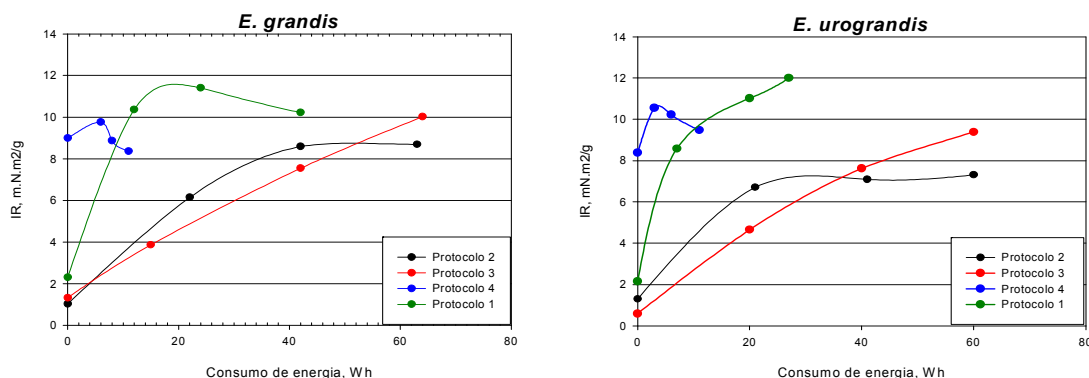 E. grandis
14
12
10
8
6
4
2
0
IR, m.N.m2/g
0 20 40 60 80
Consumo de energia, Wh
Protocolo 2
Protocolo 3
Protocolo 4
Protocolo 1
E. urograndis
14
12
10
8
6
4
2
0
IR, mN.m2/g
0 20 40 60 80
Consumo de energia, Wh
Protocolo 2
Protocolo 3
Protocolo 4
Protocolo 1